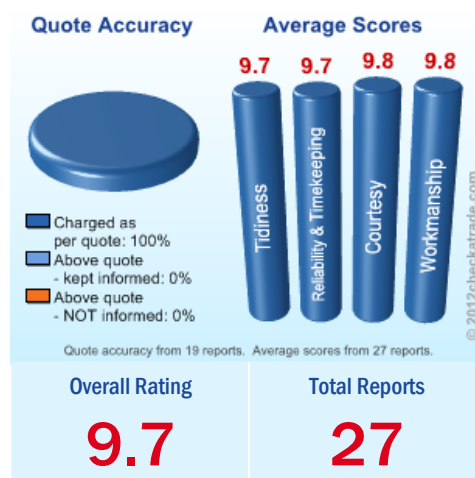 Quote Accuracy
Average Scores
9.7
9.7
9.8
9.8
Tidiness
Reliability & Timekeeping
Courtesy
Workmanship
Charged as
per quote: 100%
Above quote
- kept informed: 0%
Above quote
- NOT informed: 0%
© 2012checkatrade.com
Quote accuracy from 19 reports. Average scores from 27 reports.
Overall Rating
Total Reports
9.7
27